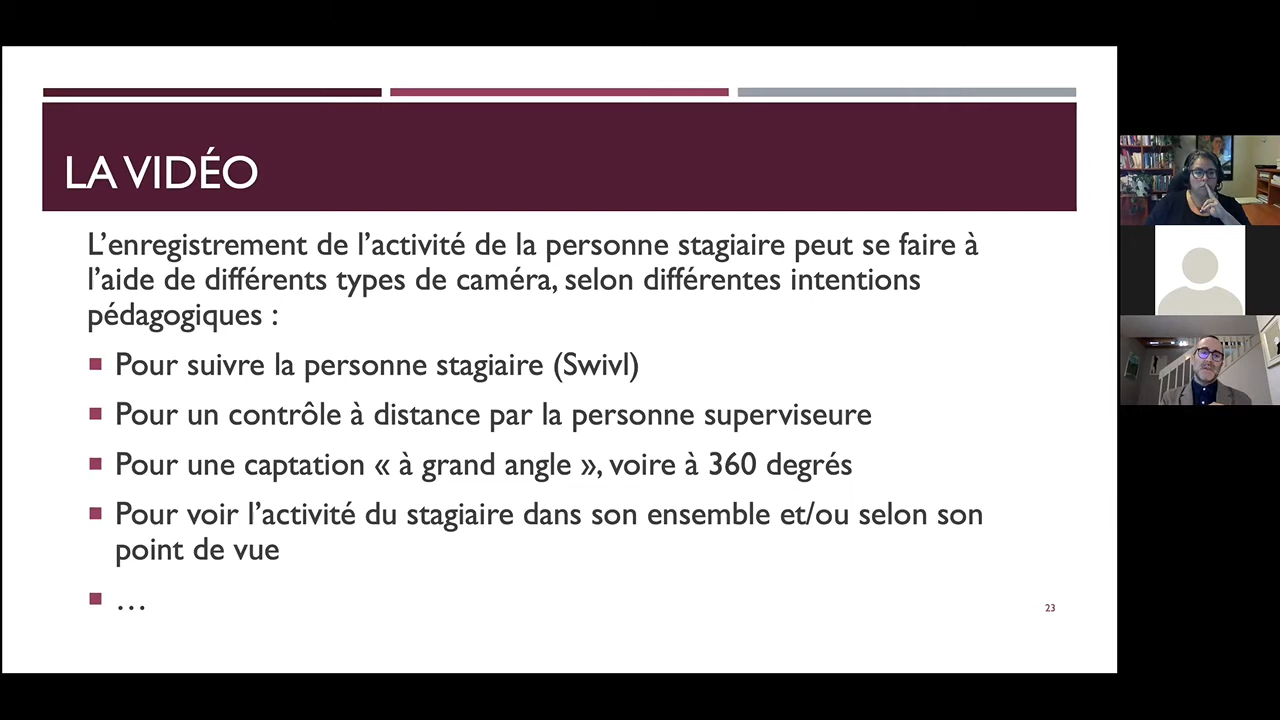 LA VIDÉO
L’enregistrement de l’activité de la personne stagiaire peut se faire à
l’aide de différents types de caméra, selon différentes intentions
pédagogiques :
Pour suivre la personne stagiaire (Swivl)
Pour un contrôle à distance par la personne superviseure
Pour une captation « à grand angle », voire à 360 degrés
Pour voir l’activité du stagiaire dans son ensemble et/ou selon son
point de vue
…
23